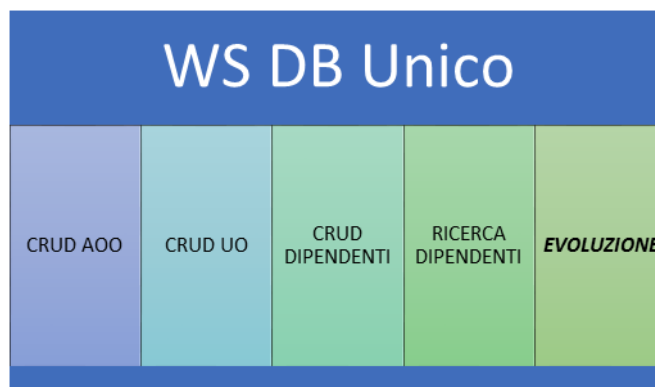 WS DB Unico
CRUD AOO
CRUD UO
CRUD
DIPENDENTI
RICERCA
DIPENDENTI
EVOLUZIONE